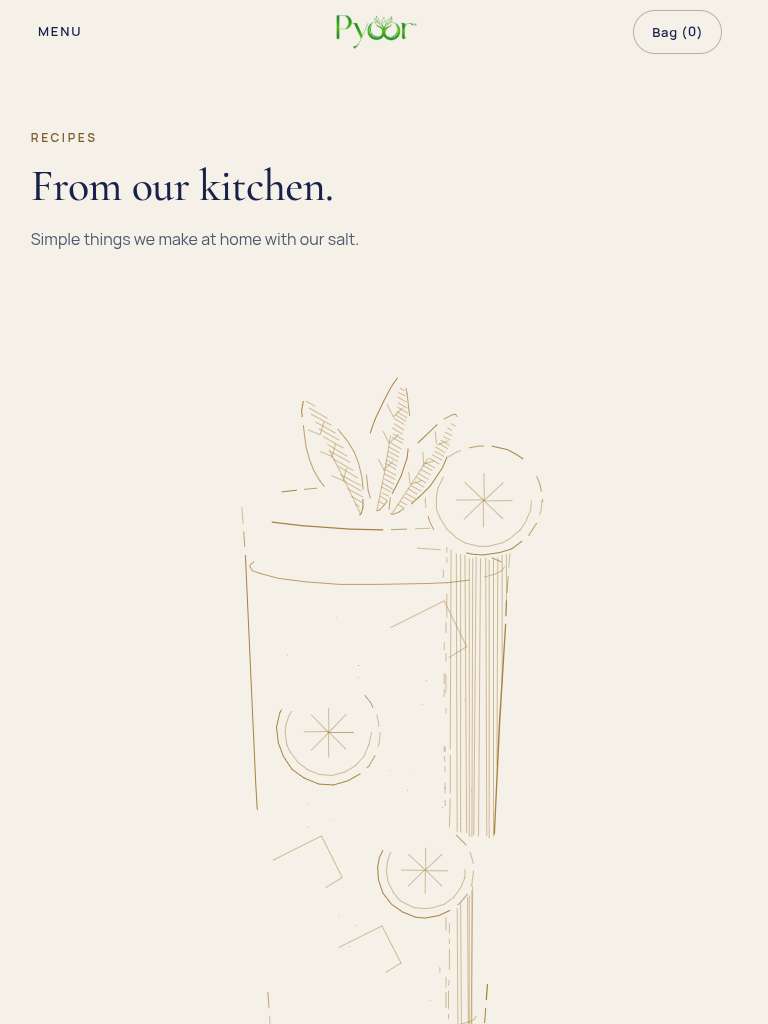 MENU
Pyoor
Bag (0)
RECIPES
From our kitchen.
Simple things we make at home with our salt.